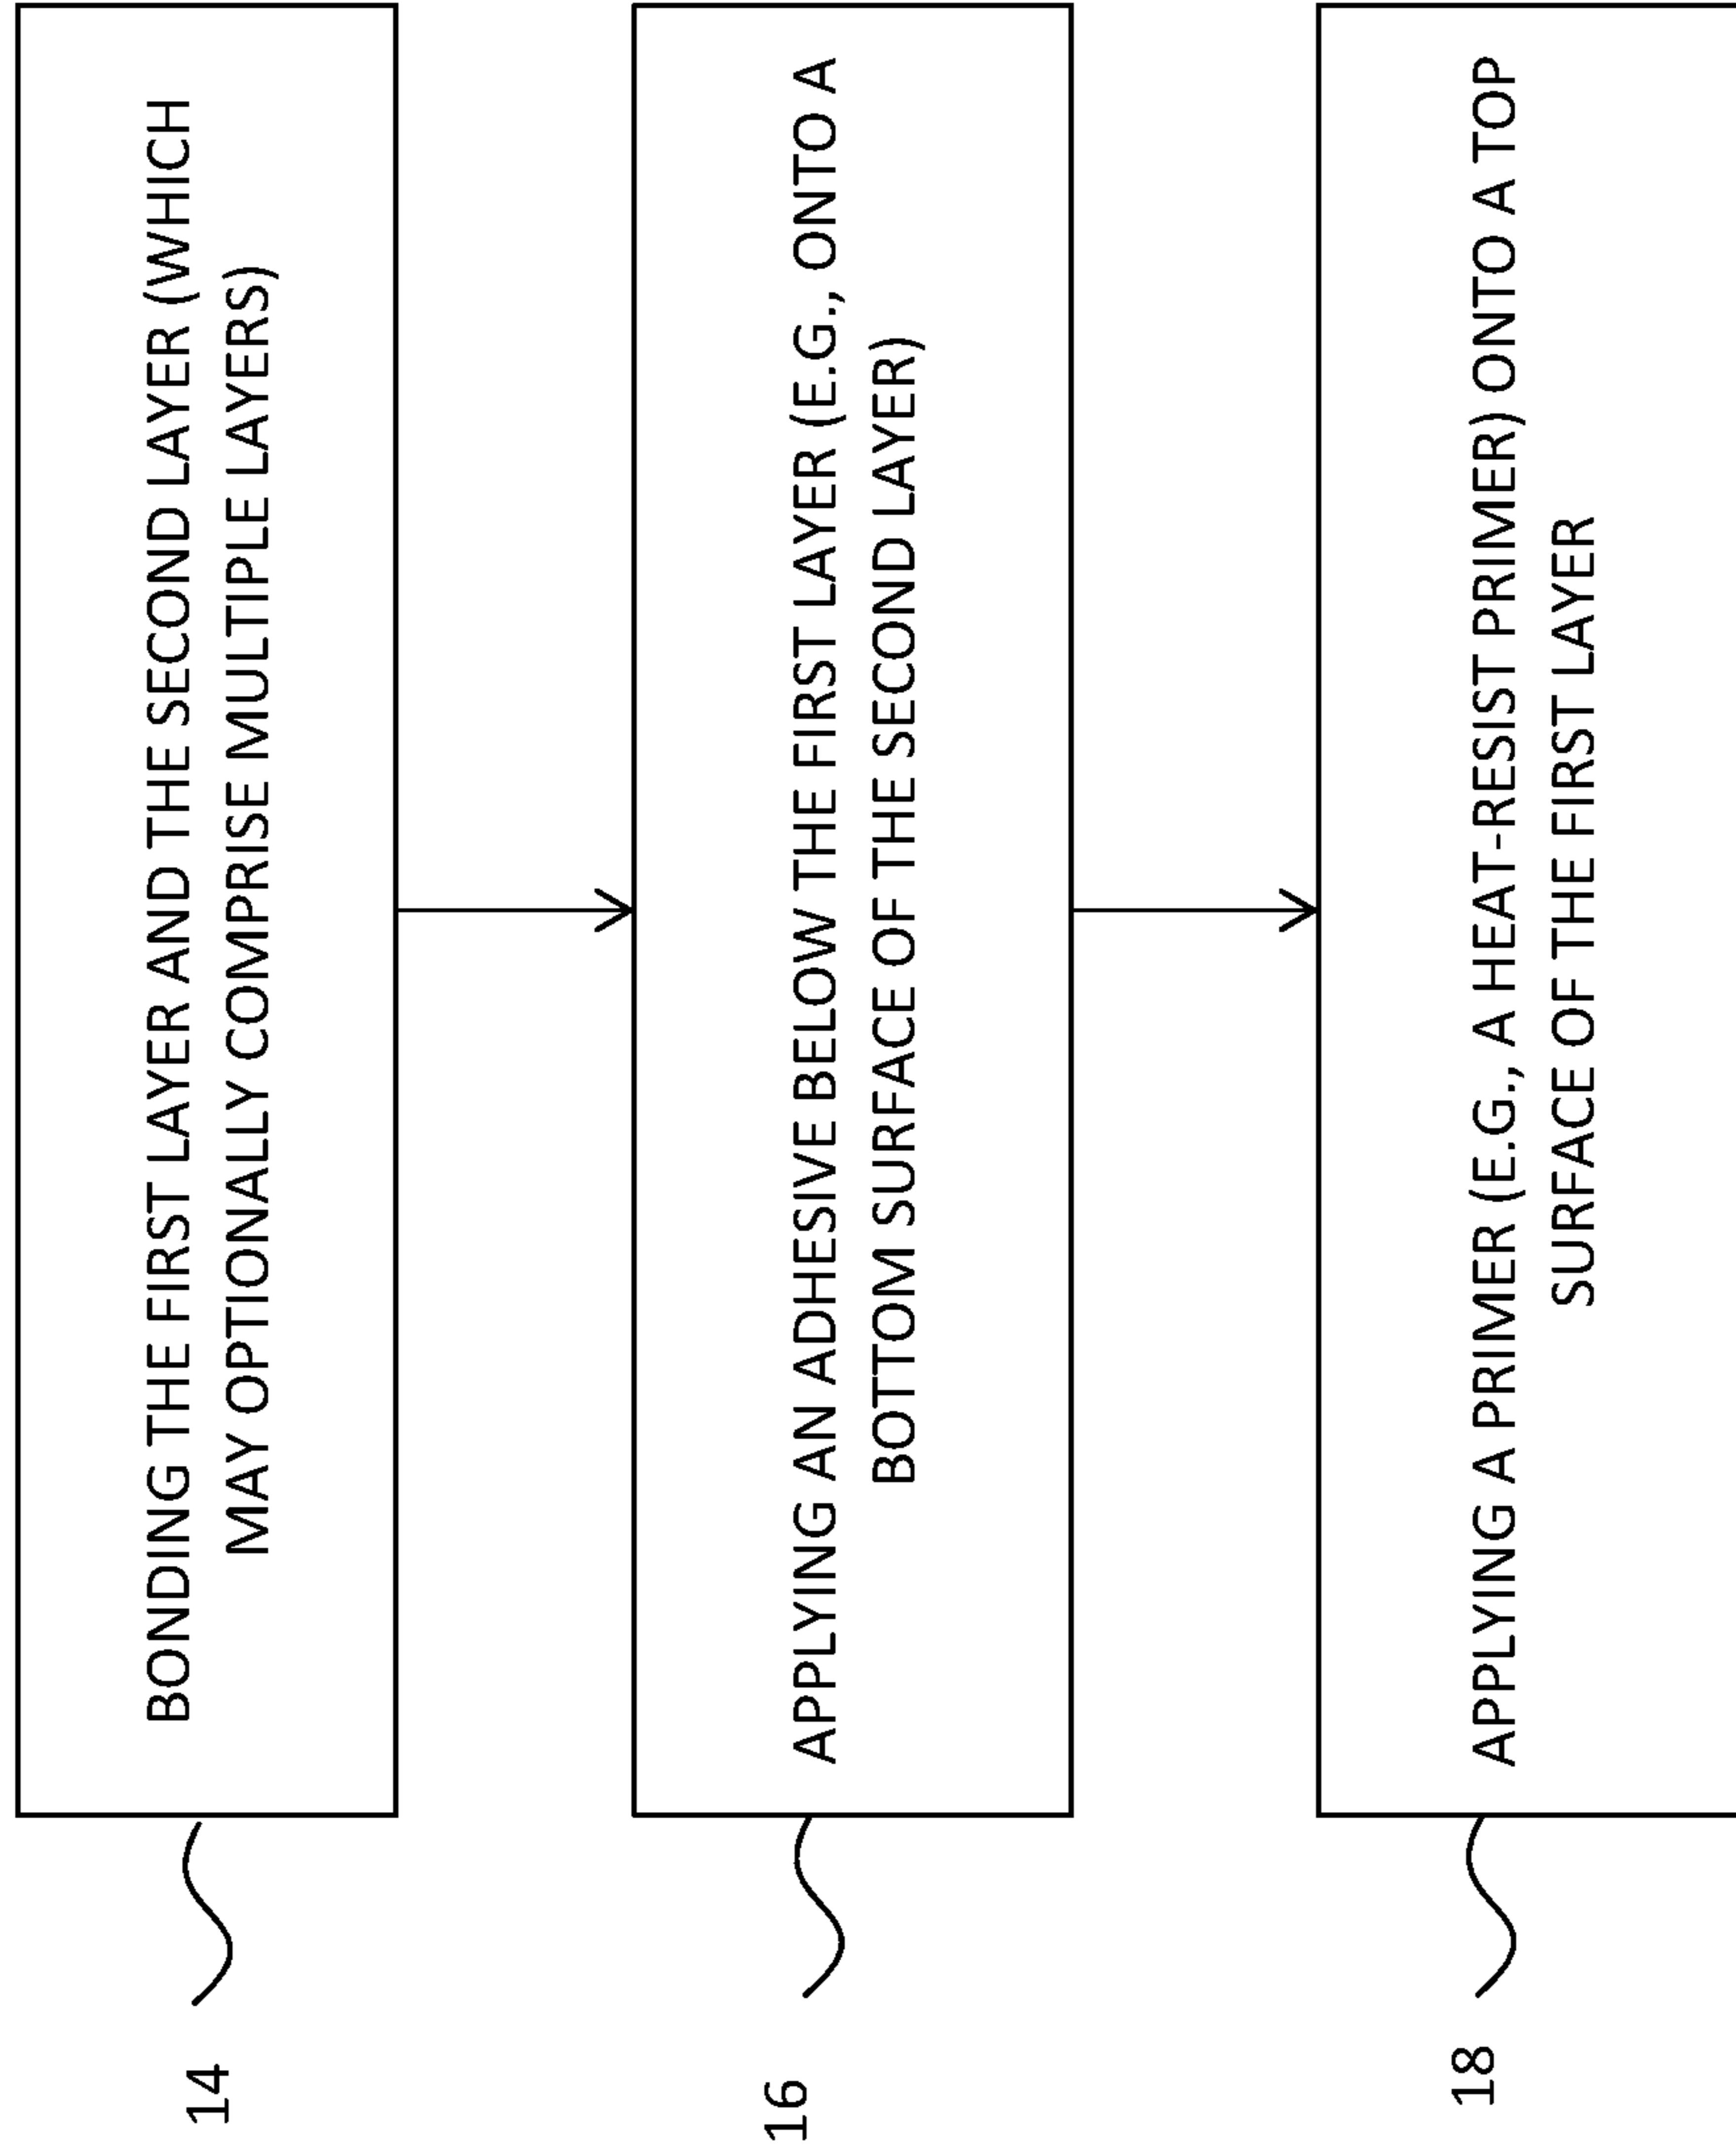 14
BONDING THE FIRST LAYER AND THE SECOND LAYER (WHICH
MAY OPTIONALLY COMPRISE MULTIPLE LAYERS)
16
APPLYING AN ADHESIVE BELOW THE FIRST LAYER (E.G., ONTO A
BOTTOM SURFACE OF THE SECOND LAYER)
18
APPLYING A PRIMER (E.G., A HEAT-RESIST PRIMER) ONTO A TOP
SURFACE OF THE FIRST LAYER